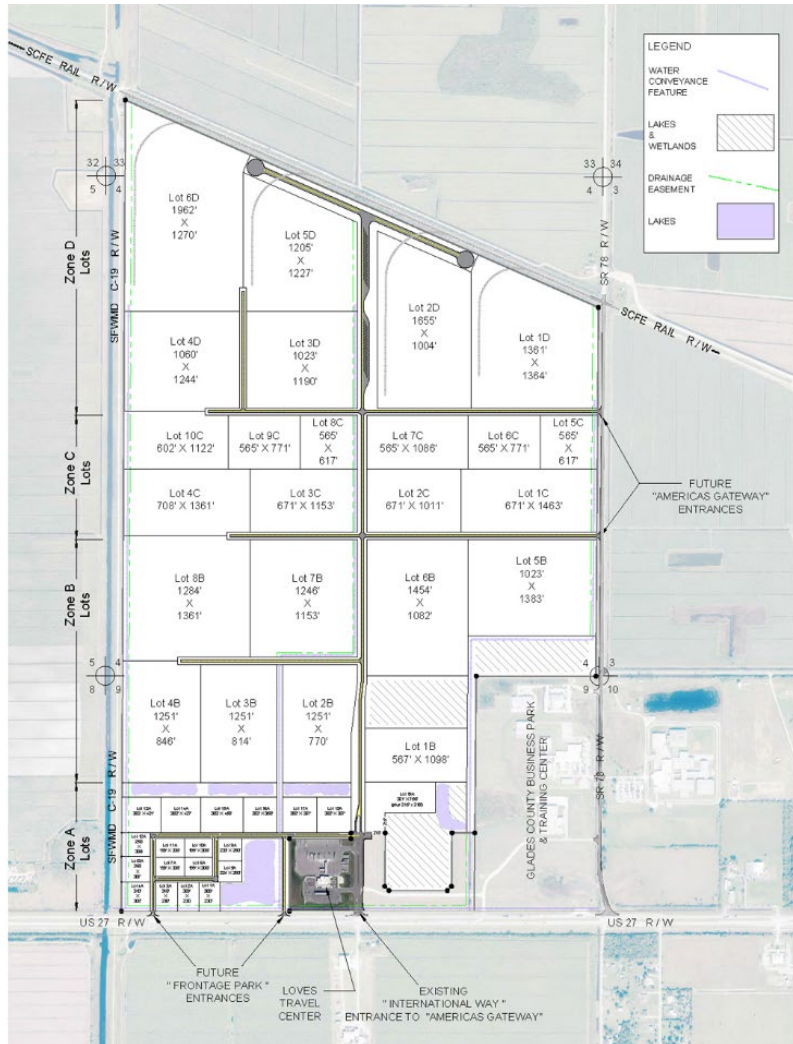 SCFE RAIL R/W
LEGEND
WATER
CONVEYANCE
FEATURE
LAKES
&
WETLANDS
DRAINAGE
EASEMENT
LAKES
32 33
5 4
33 34
4 3
Zone D
Lots
SFWMD C-19 R/W
SR 78 R/W
Lot 6D
1962'
X
1270'
Lot 5D
1205'
X
1227'
Lot 2D
1655'
X
1004'
Lot 1D
1361'
X
1364'
SCFE RAIL R/W
Lot 4D
1060'
X
1244'
Lot 3D
1023'
X
1190'
Zone C
Lots
Lot 10C
602' X 1122'
Lot 9C
565' X 771'
Lot 8C
565'
X
617'
Lot 7C
565' X 1086'
Lot 6C
565' X 771'
Lot 5C
565'
X
617'
Lot 4C
708' X 1361'
Lot 3C
671' X 1153'
Lot 2C
671' X 1011'
Lot 1C
671' X 1463'
FUTURE
"AMERICAS GATEWAY"
ENTRANCES
Zone B
Lots
Lot 8B
1284'
X
1361'
Lot 7B
1246'
X
1153'
Lot 6B
1454'
X
1082'
Lot 5B
1023'
X
1383'
5 4
8 9
4 3
9 10
Lot 4B
1251'
X
846'
Lot 3B
1251'
X
814'
Lot 2B
1251'
X
770'
Lot 1B
567' X 1098'
GLADES COUNTY BUSINESS PARK
& TRAINING CENTER
SFWMD C-19 R/W
SR 78 R/W
Zone A
Lots
US 27 R/W
US 27 R/W
FUTURE
"FRONTAGE PARK"
ENTRANCES
LOVES
TRAVEL
CENTER
EXISTING
"INTERNATIONAL WAY"
ENTRANCE TO "AMERICAS GATEWAY"